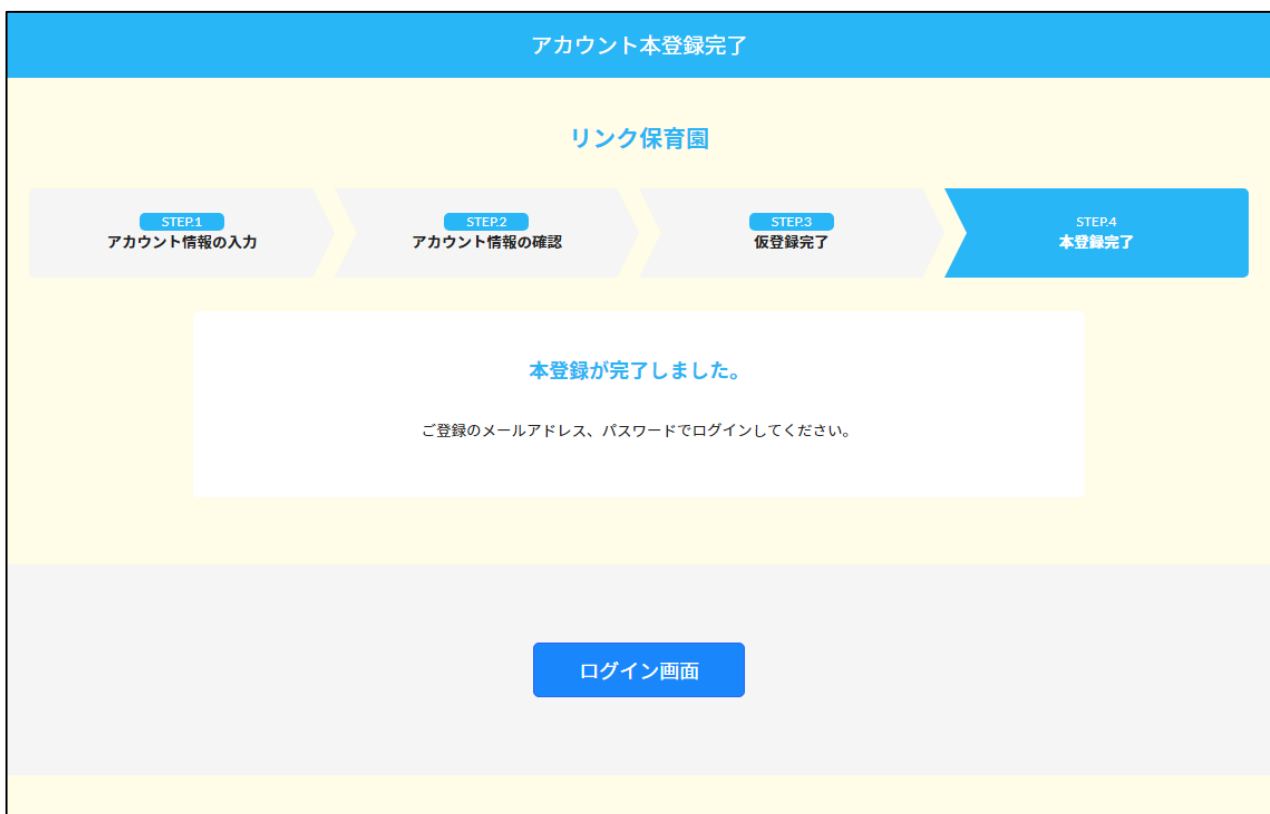 アカウント本登録完了
リンク保育園
STEP.1
アカウント情報の入力
STEP.2
アカウント情報の確認
STEP.3
仮登録完了
STEP.4
本登録完了
本登録が完了しました。
ご登録のメールアドレス、パスワードでログインしてください。
ログイン画面